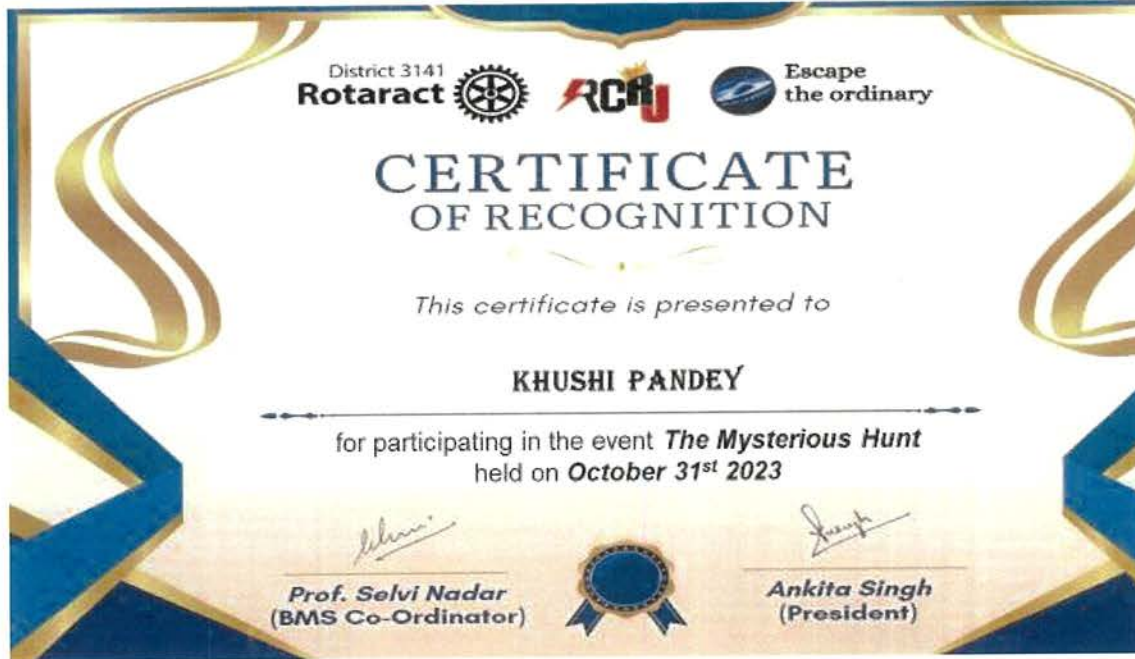 District 3141
Rotaract
RCRJ
Escape
the ordinary
CERTIFICATE
OF RECOGNITION
This certificate is presented to
KHUSHI PANDEY
for participating in the event The Mysterious Hunt
held on October 31st 2023
Prof. Selvi Nadar
(BMS Co-Ordinator)
Ankita Singh
(President)